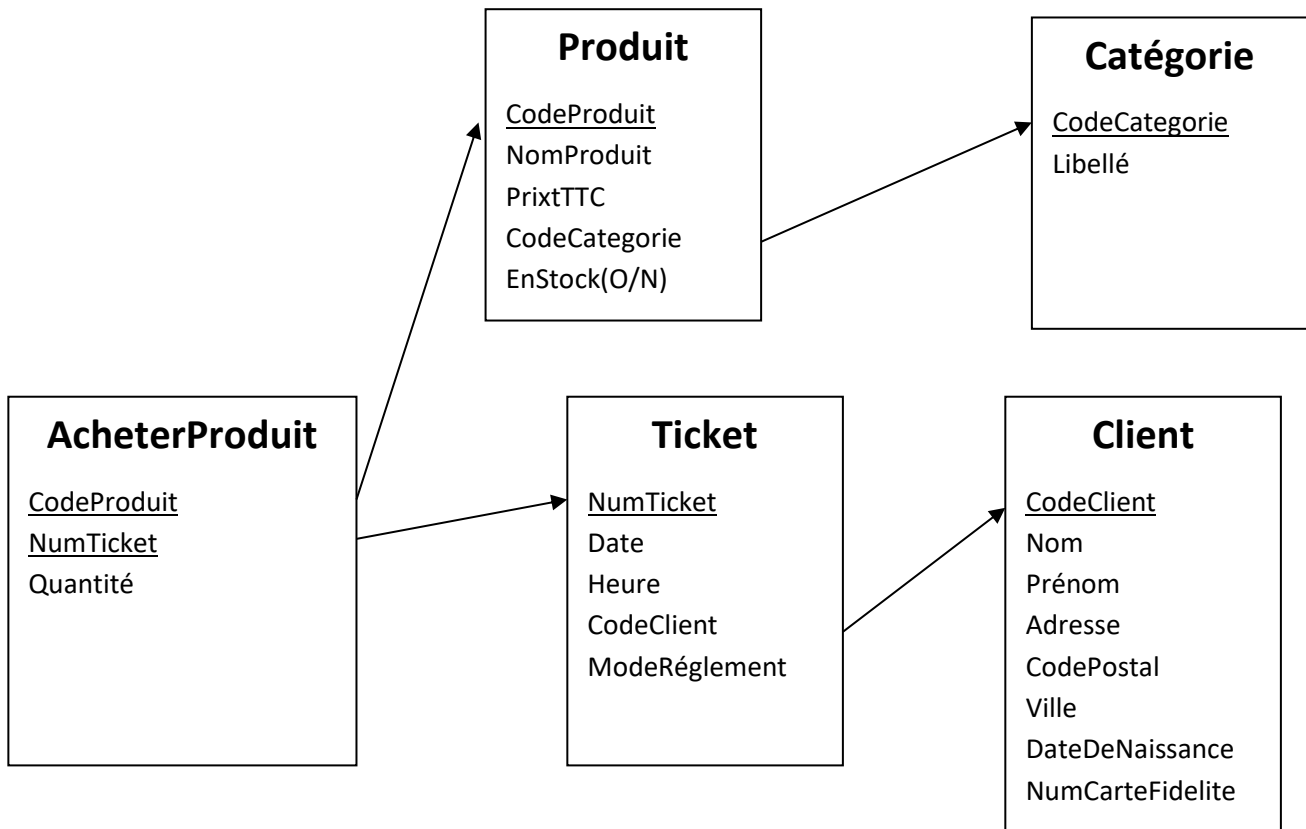 Produit
CodeProduit
NomProduit
PrixtTTC
CodeCategorie
EnStock(O/N)
Catégorie
CodeCategorie
Libellé
AcheterProduit
CodeProduit
NumTicket
Quantité
Ticket
NumTicket
Date
Heure
CodeClient
ModeRéglement
Client
CodeClient
Nom
Prénom
Adresse
CodePostal
Ville
DateDeNaissance
NumCarteFidelite